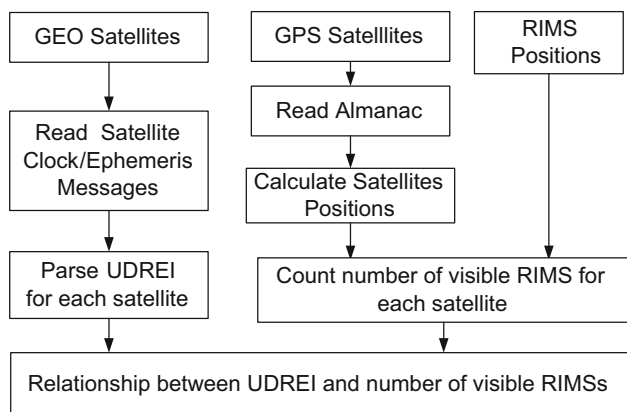 GEO Satellites
GPS Satelllites
RIMS
Positions
Read Satellite
Clock/Ephemeris
Messages
Read Almanac
Calculate Satellites
Positions
Parse UDREI
for each satellite
Count number of visible RIMS for
each satellite
Relationship between UDREI and number of visible RIMSs